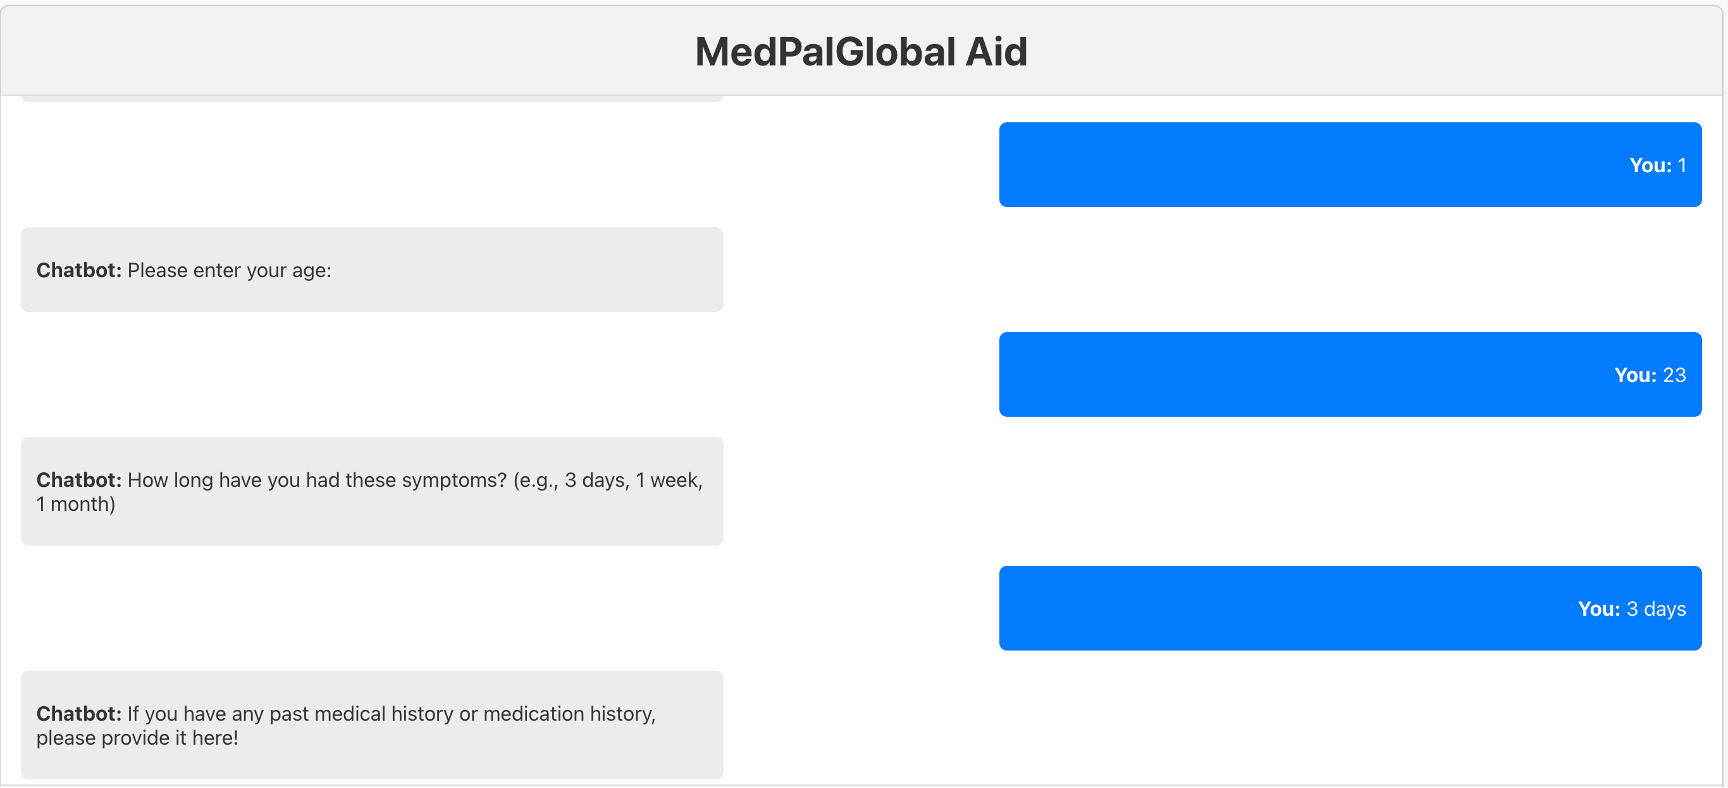 MedPalGlobal Aid
You: 1
Chatbot: Please enter your age:
You: 23
Chatbot: How long have you had these symptoms? (e.g., 3 days, 1 week,
1 month)
You: 3 days
Chatbot: If you have any past medical history or medication history,
please provide it here!